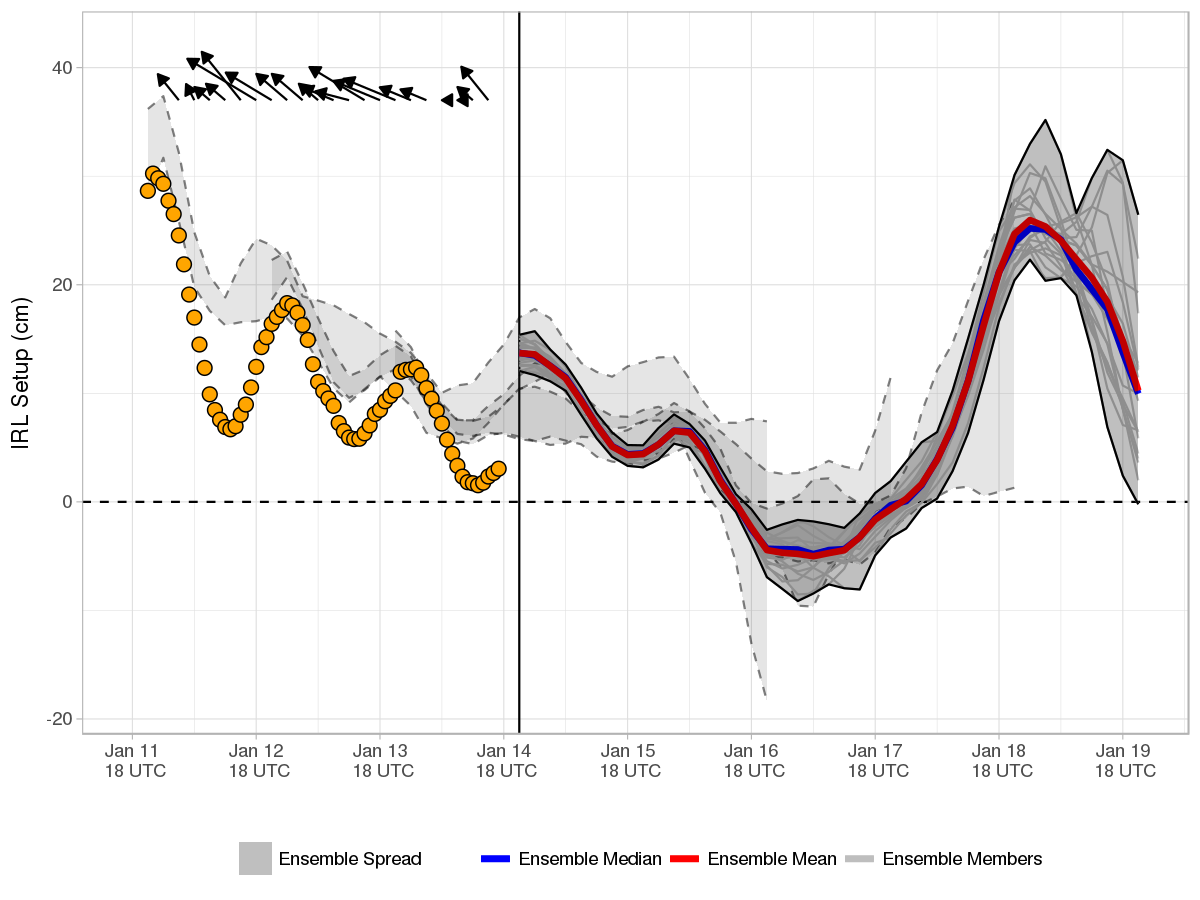 IRL Setup (cm)
40
20
0
-20
Jan 11
18 UTC
Jan 12
18 UTC
Jan 13
18 UTC
Jan 14
18 UTC
Jan 15
18 UTC
Jan 16
18 UTC
Jan 17
18 UTC
Jan 18
18 UTC
Jan 19
18 UTC
Ensemble Spread
Ensemble Median
Ensemble Mean
Ensemble Members